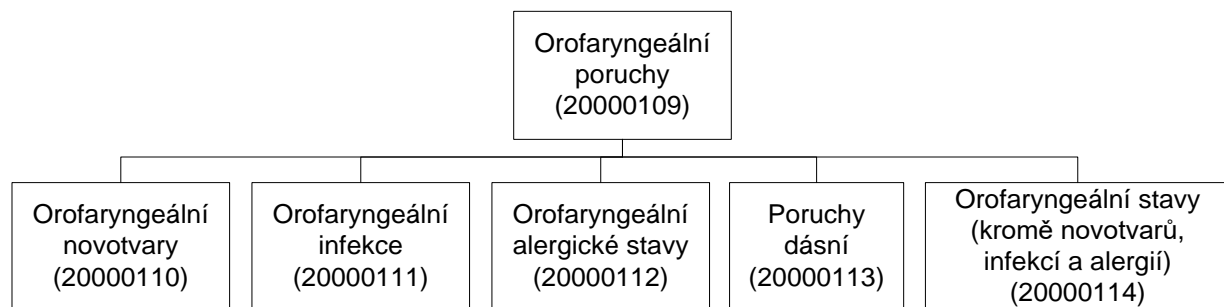 Orofaryngeální
poruchy
(20000109)
Orofaryngeální
novotvary
(20000110)
Orofaryngeální
infekce
(20000111)
Orofaryngeální
alergické stavy
(20000112)
Poruchy
dásní
(20000113)
Orofaryngeální stavy
(kromě novotvarů,
infekcí a alergií)
(20000114)